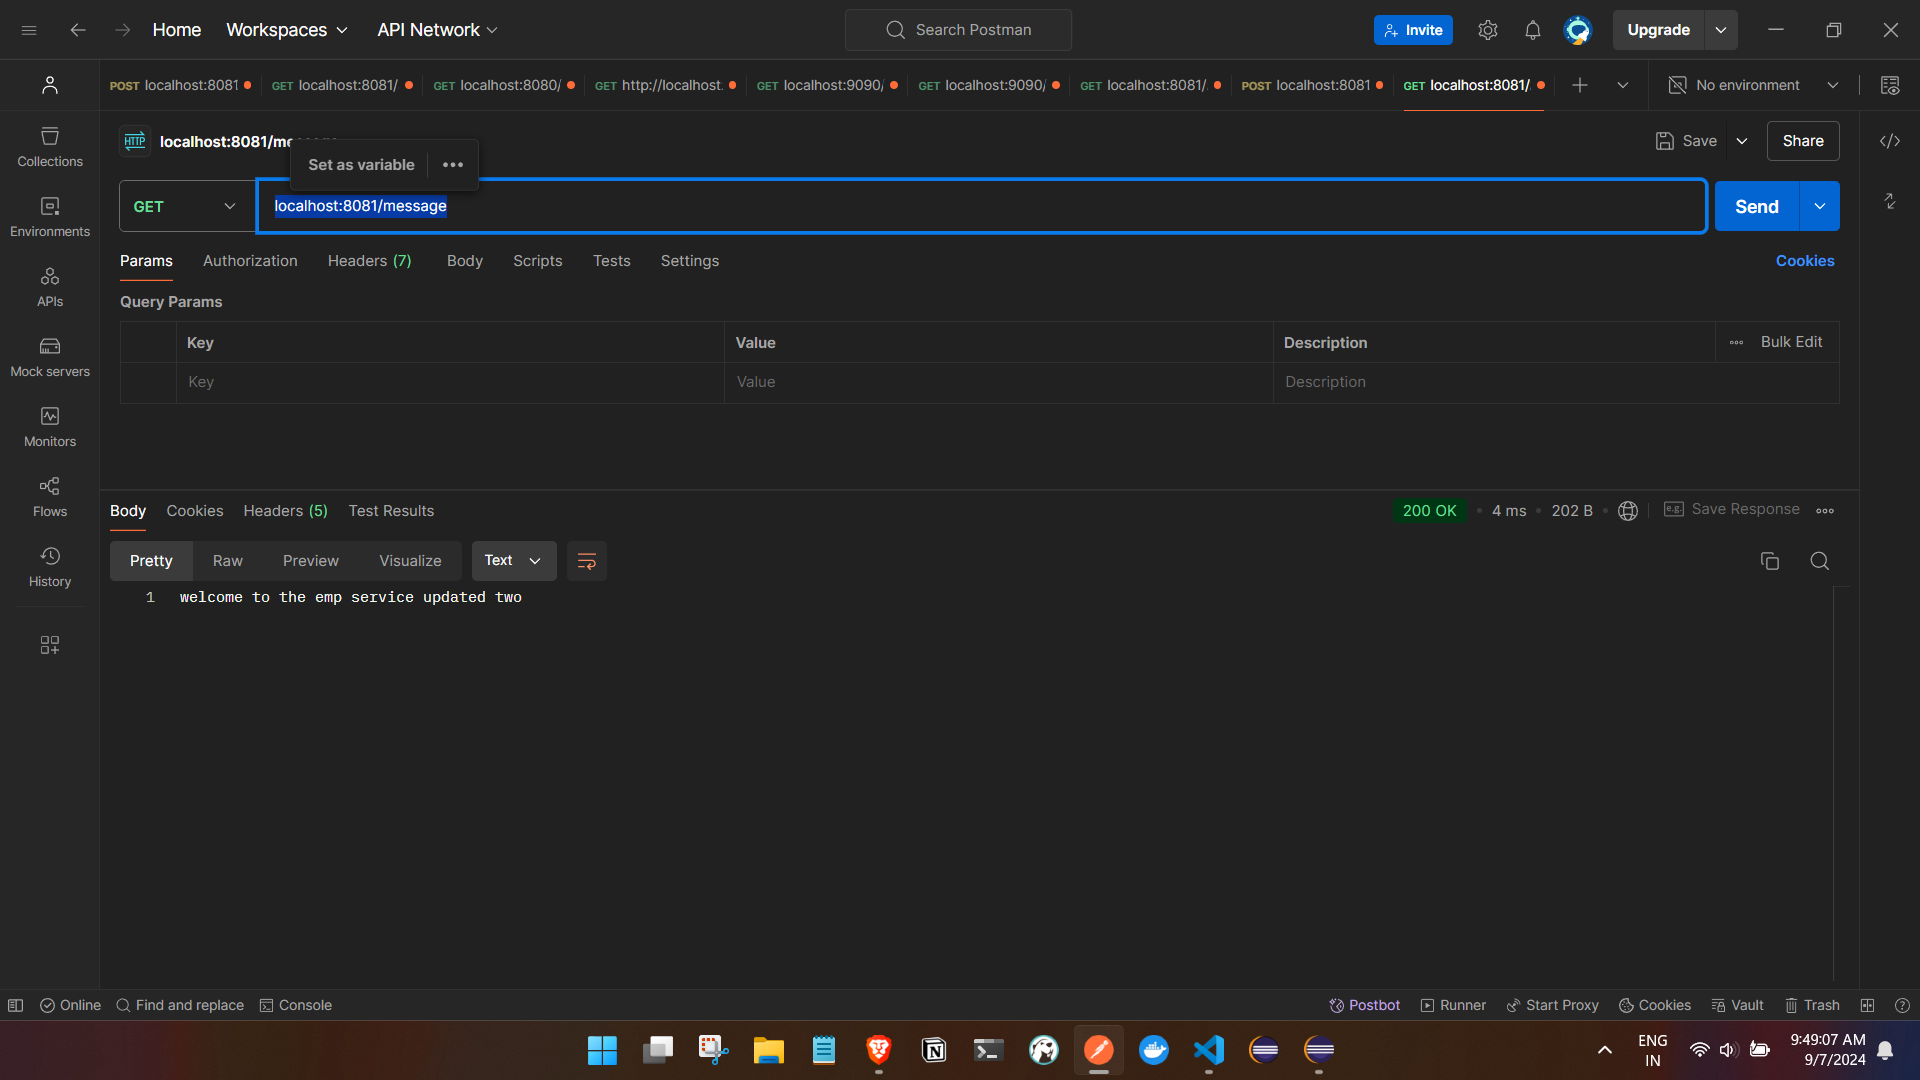 Home Workspaces API Network Search Postman Invite Upgrade
POST localhost:8081 GET localhost:8081/ GET localhost:8080/ GET http://localhost. GET localhost:9090/ GET localhost:9090/ GET localhost:8081/ POST localhost:8081 GET localhost:8081/ No environment
HTTP localhost:8081/me Save Share
Set as variable
GET localhost:8081/message Send
Params Authorization Headers (7) Body Scripts Tests Settings Cookies
Query Params
Key Value Description Bulk Edit
Key Value Description
Collections
Environments
APIs
Mock servers
Monitors
Flows
History
Body Cookies Headers (5) Test Results 200 OK 4 ms 202 B e.g. Save Response
Pretty Raw Preview Visualize Text
1 welcome to the emp service updated two
Online Find and replace Console Postbot Runner Start Proxy Cookies Vault Trash
ENG 9:49:07 AM
IN 9/7/2024